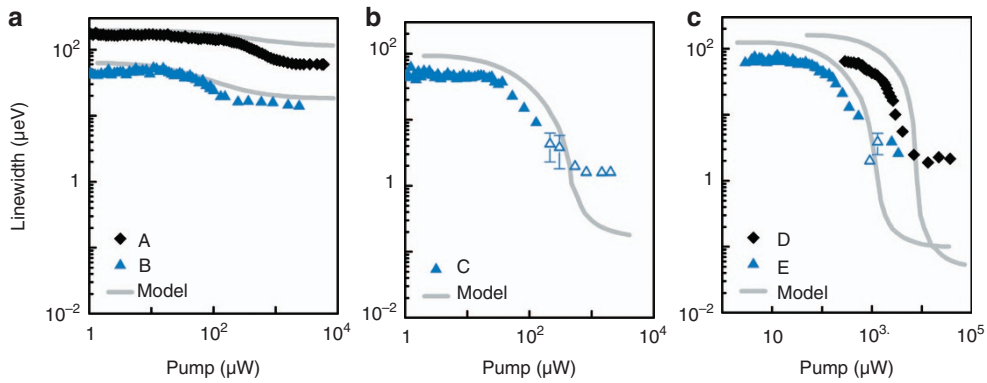 a
Linewidth (μeV)
10²
1
10⁻²
A
B
Model
1
10²
10⁴
Pump (μW)
b
10²
1
10⁻²
C
Model
1
10²
10⁴
Pump (μW)
c
10²
1
10⁻²
D
E
Model
10
10³·
10⁵
Pump (μW)